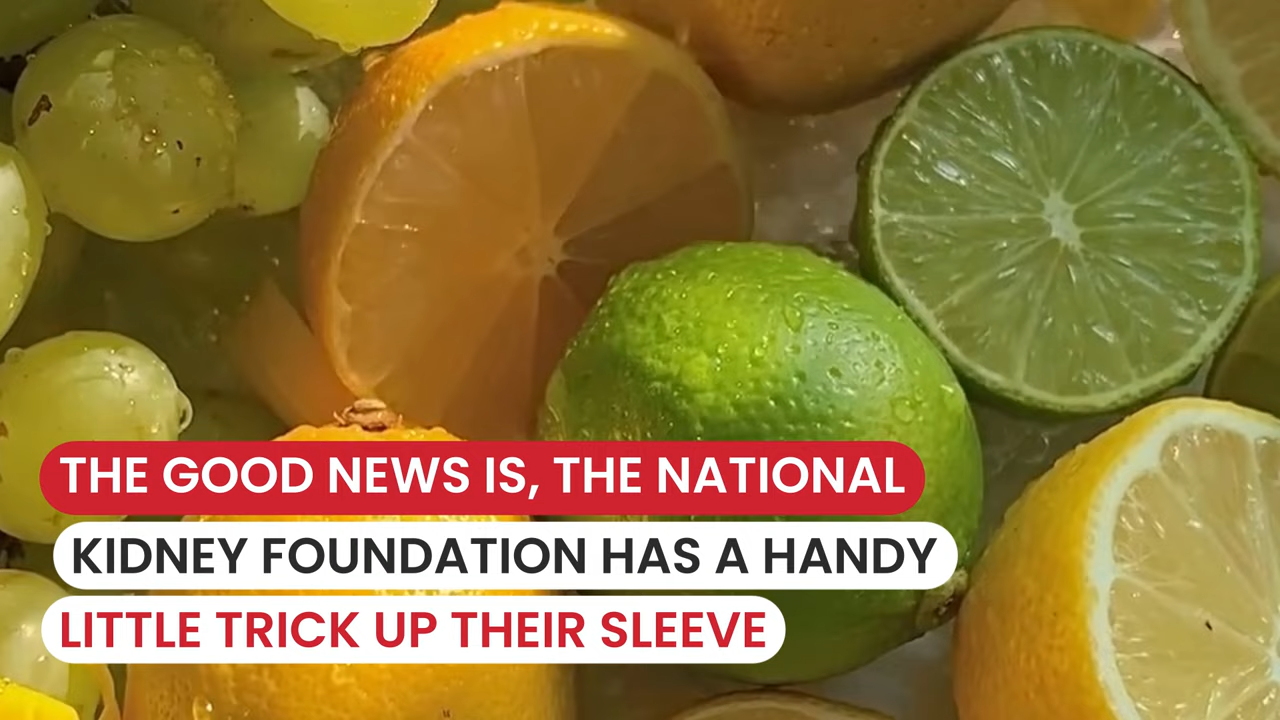 THE GOOD NEWS IS, THE NATIONAL
KIDNEY FOUNDATION HAS A HANDY
LITTLE TRICK UP THEIR SLEEVE